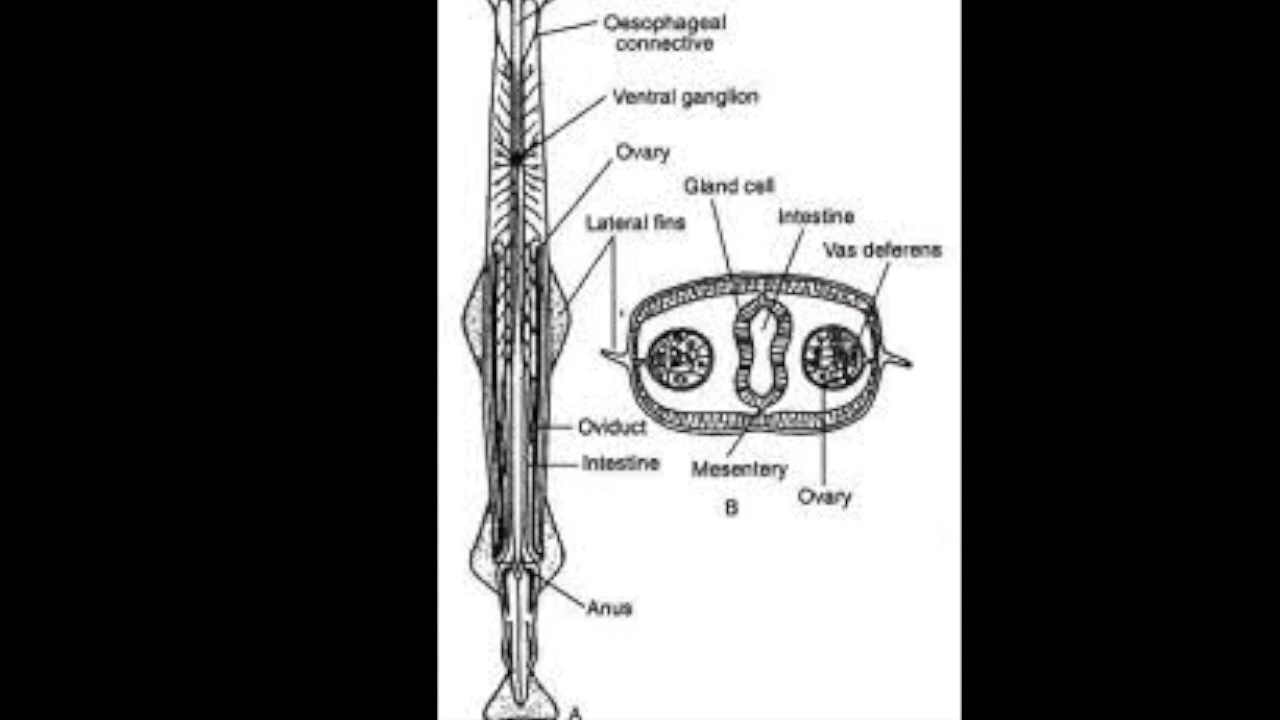 Oesophageal
connective
Ventral ganglion
Ovary
Gland cell
Intestine
Lateral fins
Vas deferens
Oviduct
Intestine
Mesentery
Ovary
B
Anus
A